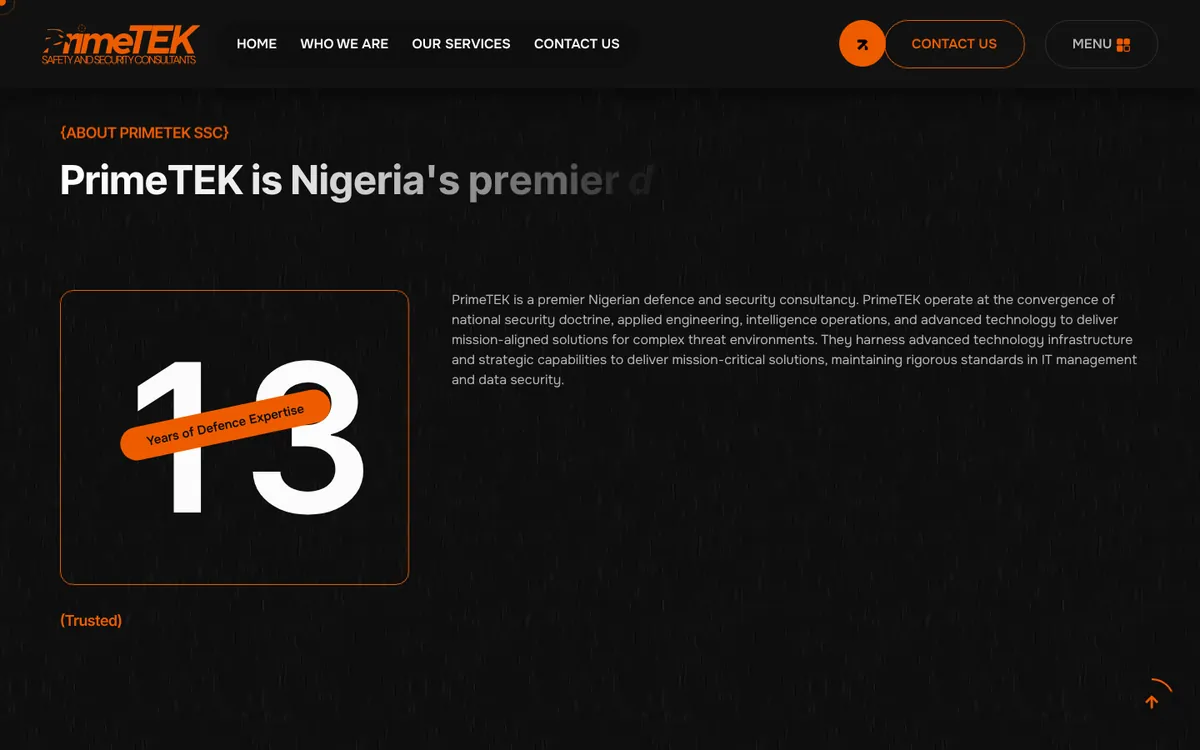 PrimeTEK
SAFETY AND SECURITY CONSULTANTS
HOME WHO WE ARE OUR SERVICES CONTACT US
CONTACT US
MENU
{ABOUT PRIMETEK SSC}
PrimeTEK is Nigeria's premier d
13
Years of Defence Expertise
(Trusted)
PrimeTEK is a premier Nigerian defence and security consultancy. PrimeTEK operate at the convergence of
national security doctrine, applied engineering, intelligence operations, and advanced technology to deliver
mission-aligned solutions for complex threat environments. They harness advanced technology infrastructure
and strategic capabilities to deliver mission-critical solutions, maintaining rigorous standards in IT management
and data security.